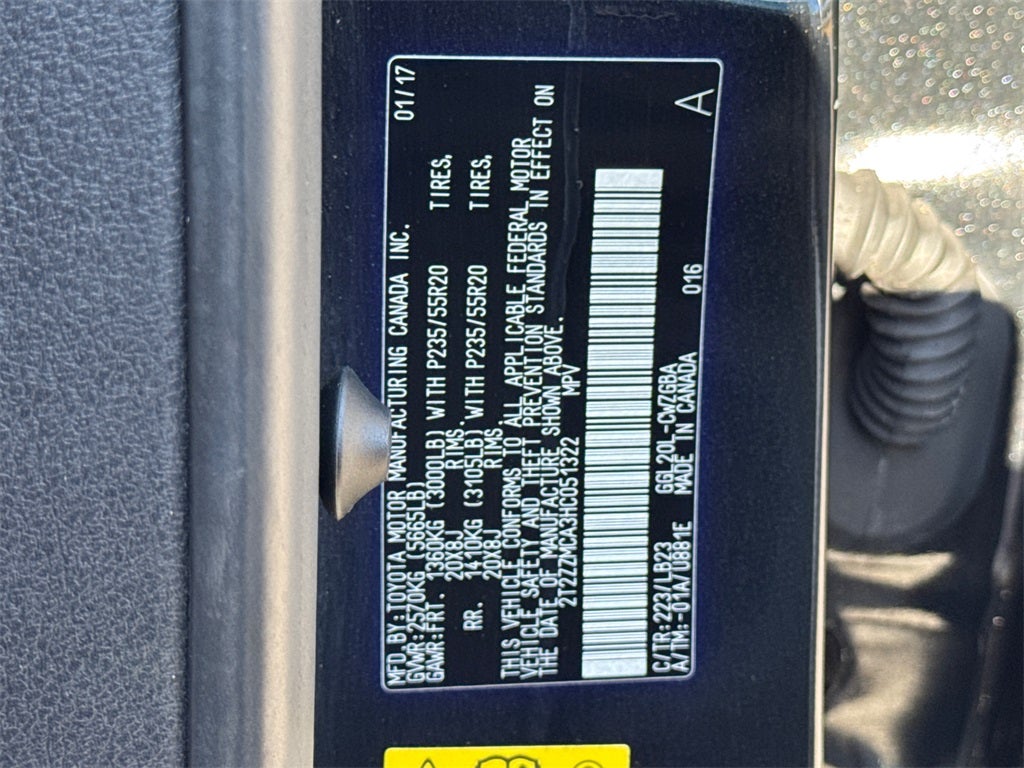 MFD.BY:TOYOTA MOTOR MANUFACTURING CANADA INC. 01/17
GVWR:2570KG (5665LB)
GAWR:FRT. 1360KG (3000LB) WITH P235/55R20 TIRES,
20X8J RIMS.
RR. 1410KG (3105LB) WITH P235/55R20 TIRES,
20X8J RIMS.
THIS VEHICLE CONFORMS TO ALL APPLICABLE FEDERAL MOTOR
VEHICLE SAFETY AND THEFT PREVENTION STANDARDS IN EFFECT ON
THE DATE OF MANUFACTURE SHOWN ABOVE.
2T2ZZMCA3HC051322 MPV
C/TR:223/LB23 GGL20L-CWZGBA 016
A/TM:-01A/U881E MADE IN CANADA A